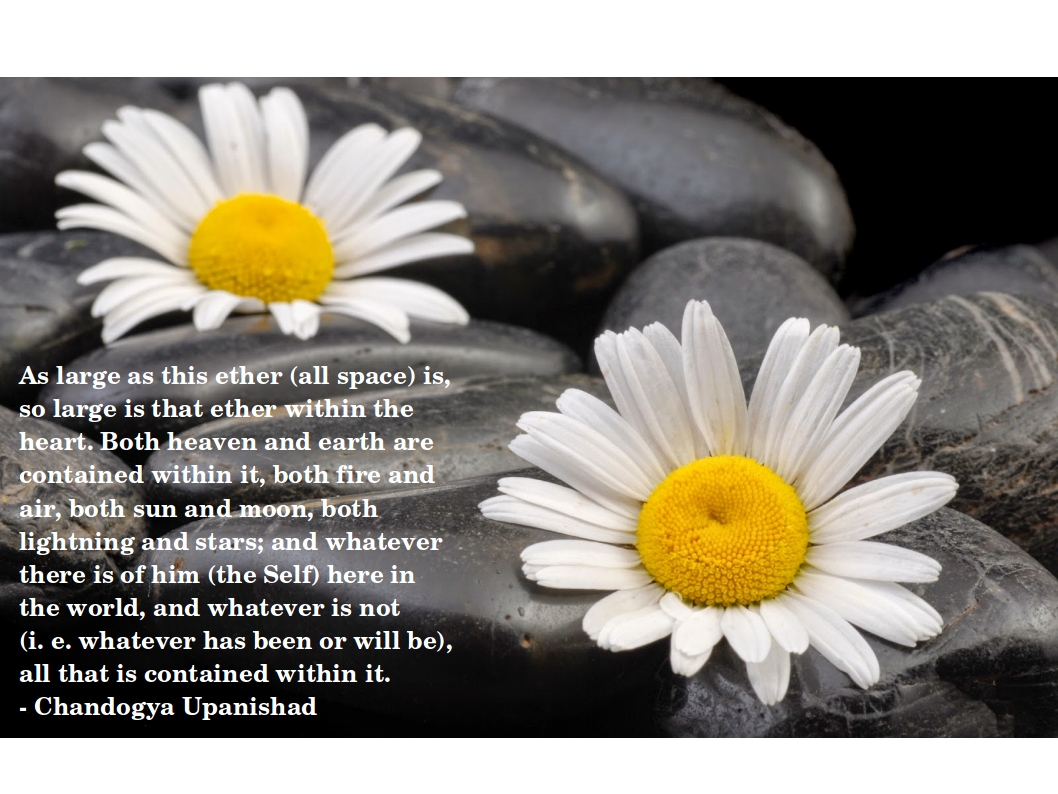 As large as this ether (all space) is,
so large is that ether within the
heart. Both heaven and earth are
contained within it, both fire and
air, both sun and moon, both
lightning and stars; and whatever
there is of him (the Self) here in
the world, and whatever is not
(i. e. whatever has been or will be),
all that is contained within it.
- Chandogya Upanishad